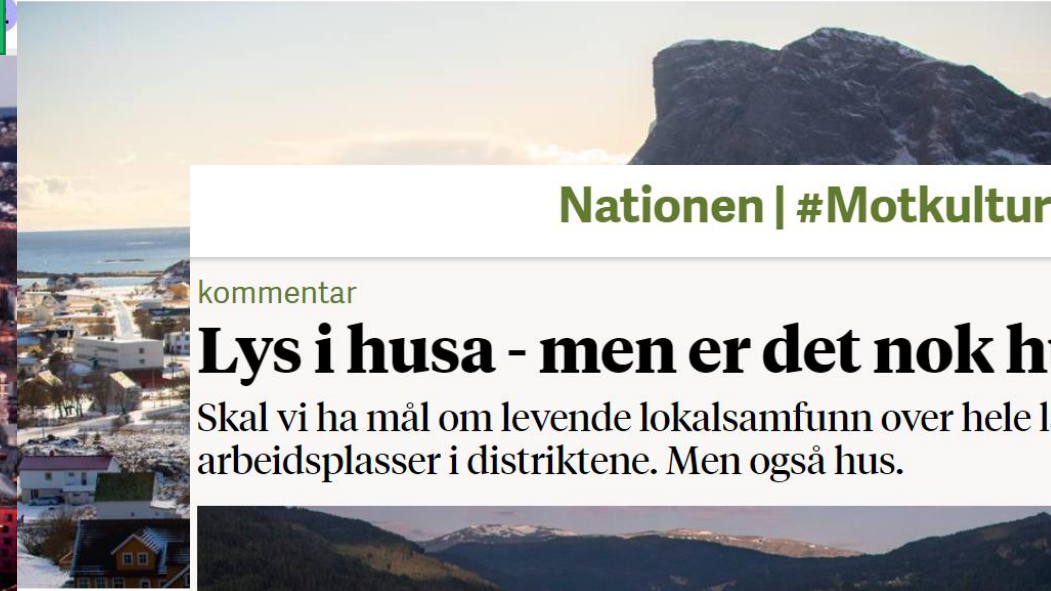 Nationen | #Motkultur
kommentar
Lys i husa - men er det nok
Skal vi ha mål om levende lokalsamfunn over hele
arbeidsplasser i distriktene. Men også hus.